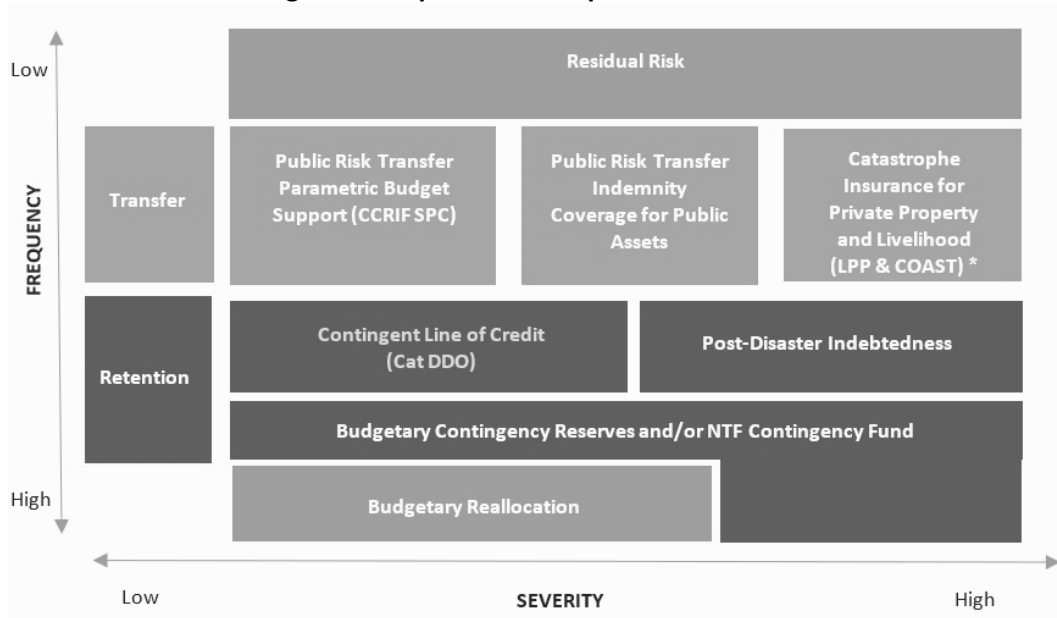 Low
Residual Risk
FREQUENCY
Transfer
Public Risk Transfer
Parametric Budget
Support (CCRIF SPC)
Public Risk Transfer
Indemnity
Coverage for Public
Assets
Catastrophe
Insurance for
Private Property
and Livelihood
(LPP & COAST) *
Retention
Contingent Line of Credit
(Cat DDO)
Post-Disaster Indebtedness
Budgetary Contingency Reserves and/or NTF Contingency Fund
High
Budgetary Reallocation
Low
SEVERITY
High